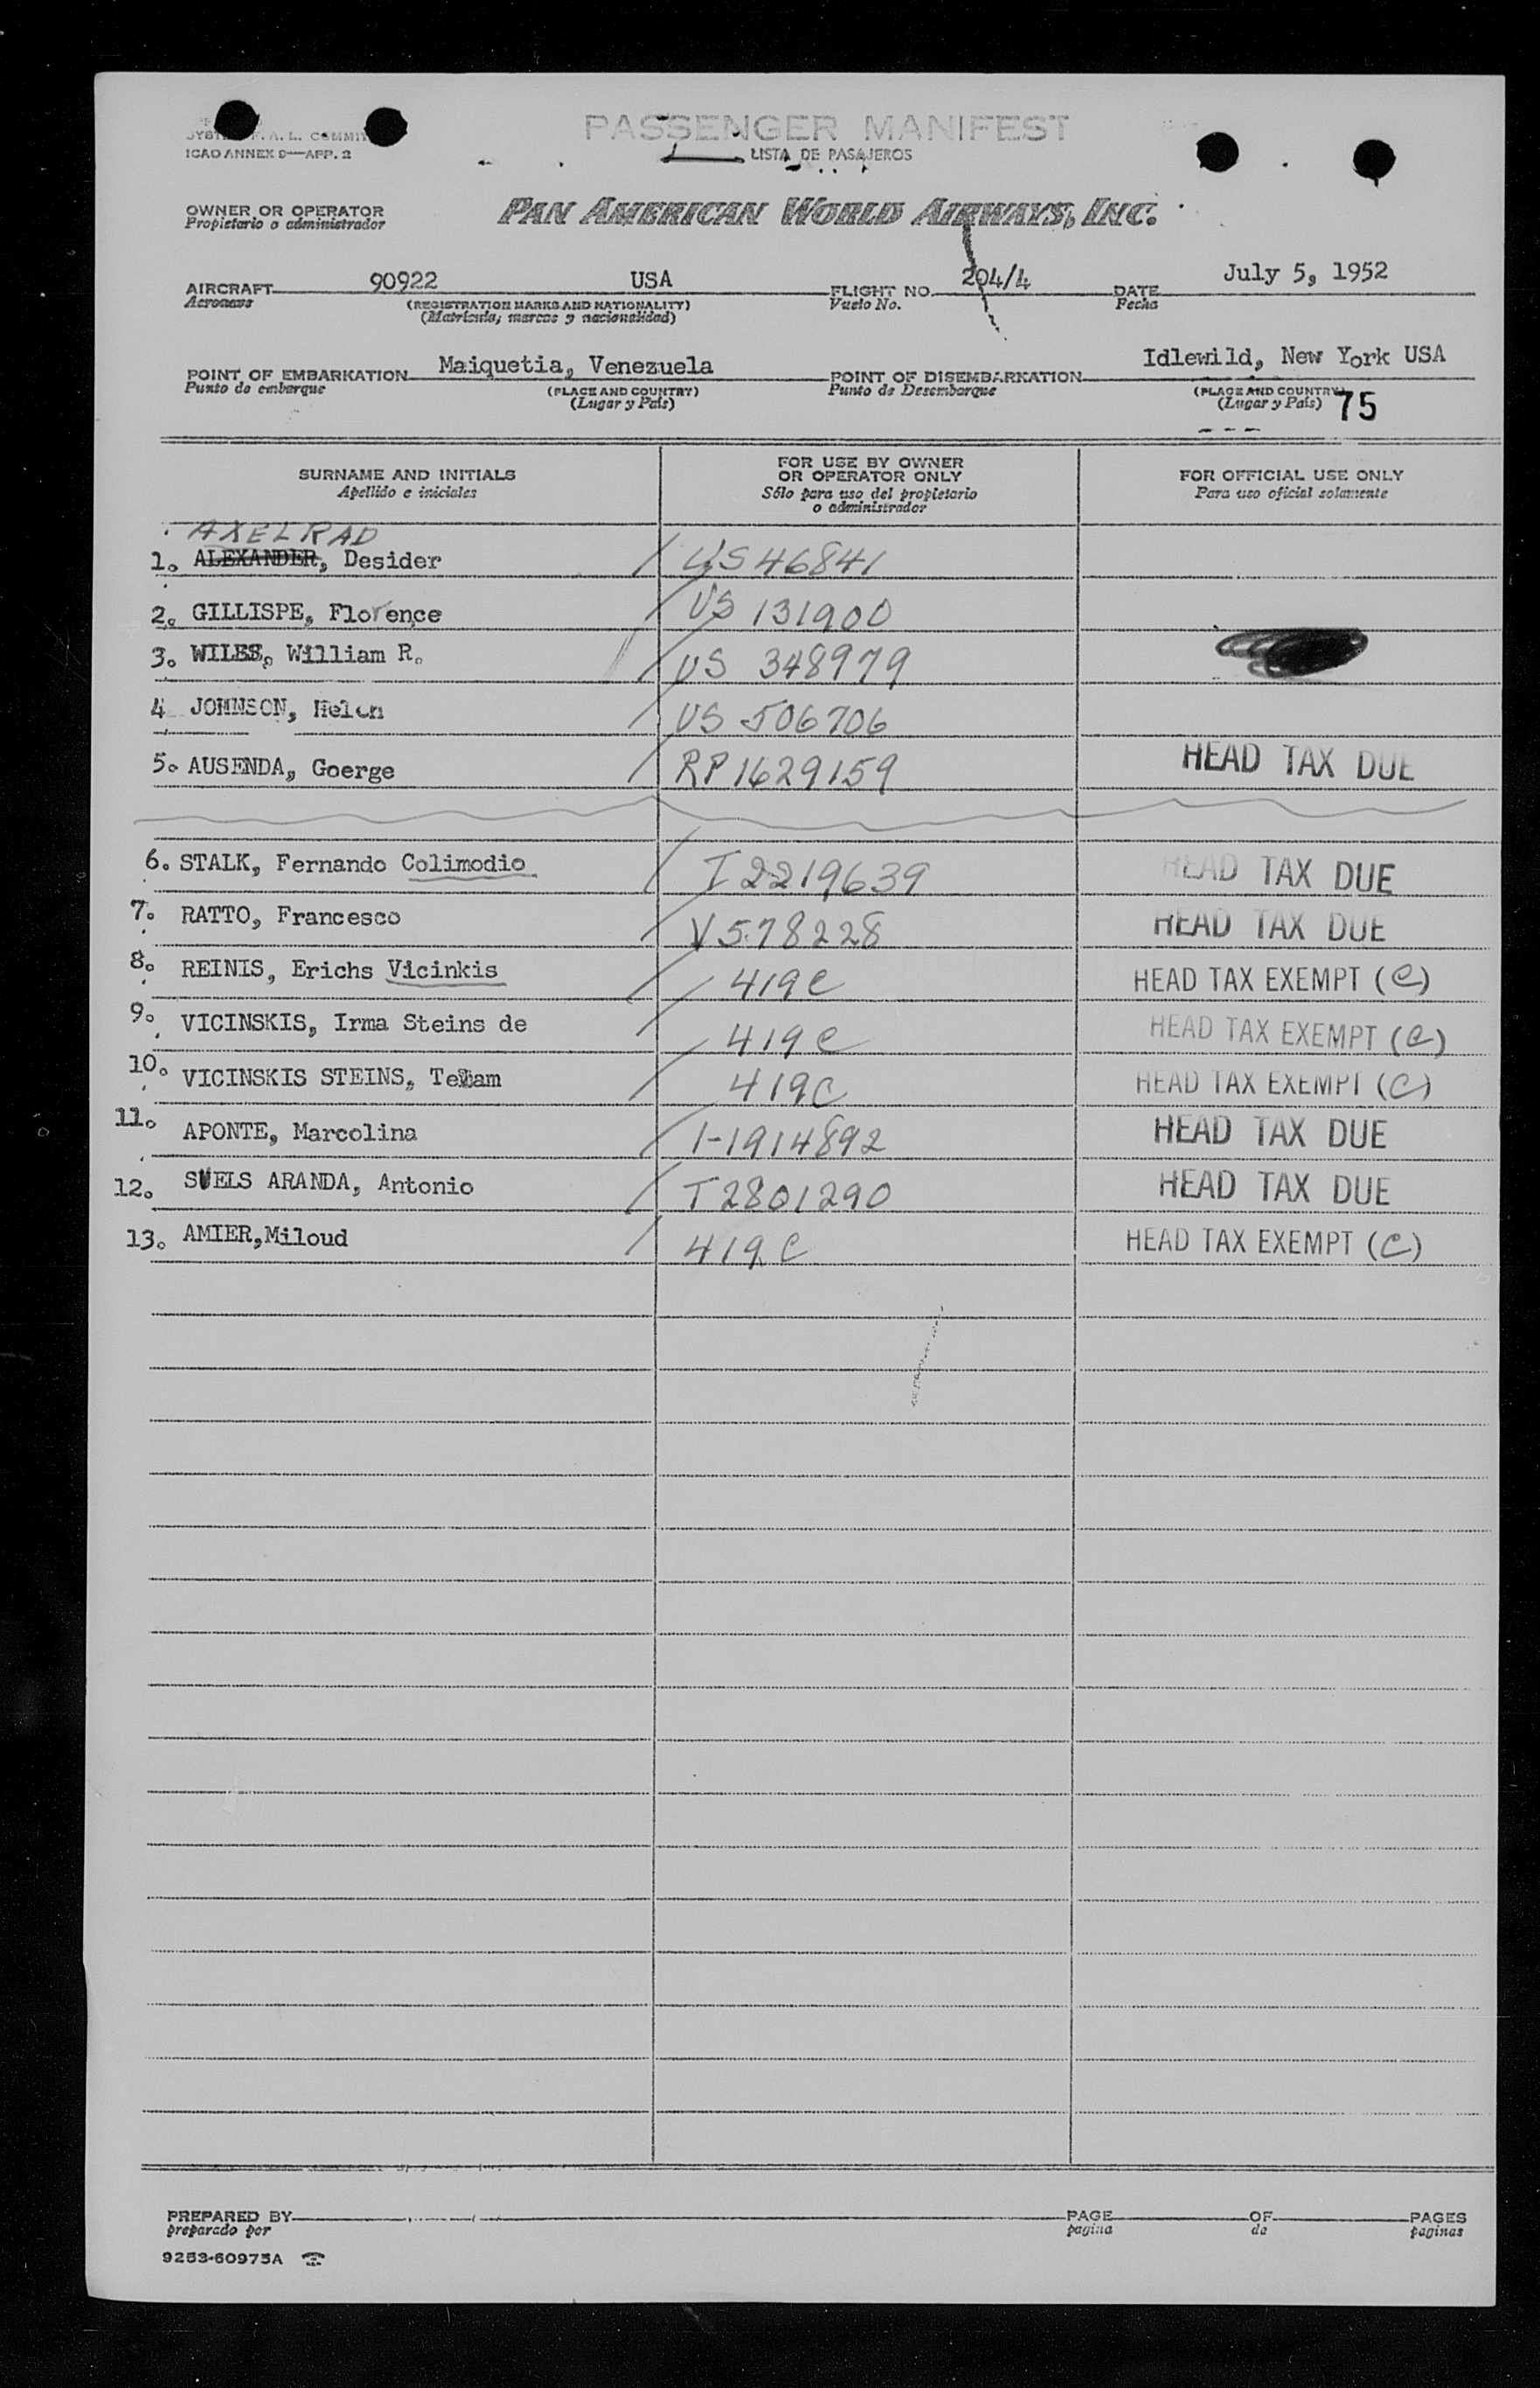 SYST F. A. L. COMMIT
ICAO ANNEX 9—APP. 2
PASSENGER MANIFEST
LISTA DE PASAJEROS
OWNER OR OPERATOR
Propietario o administrador
PAN AMERICAN WORLD AIRWAYS, INC.
AIRCRAFT 90922 USA FLIGHT NO. 204/4 DATE July 5, 1952
Aeronave (REGISTRATION MARKS AND NATIONALITY) Vuelo No. Fecha
(Matrícula, marcas y nacionalidad)
POINT OF EMBARKATION Maiquetia, Venezuela POINT OF DISEMBARKATION Idlewild, New York USA
Punto de embarque (PLACE AND COUNTRY) Punto de Desembarque (PLACE AND COUNTRY)
(Lugar y País) (Lugar y País) 75
SURNAME AND INITIALS FOR USE BY OWNER OR OPERATOR ONLY FOR OFFICIAL USE ONLY
Apellido e iniciales Sólo para uso del propietario o administrador Para uso oficial solamente
AXELRAD
1. ALEXANDER, Desider US 46841
2. GILLISPE, Florence US 131900
3. WILES, William R. US 348979
4 JOHNSON, Helen US 506706
5. AUSENDA, Goerge RP 1629159 HEAD TAX DUE
6. STALK, Fernando Colimodio I 2219639 HEAD TAX DUE
7. RATTO, Francesco V 578228 HEAD TAX DUE
8. REINIS, Erichs Vicinkis 419C HEAD TAX EXEMPT (C)
9. VICINSKIS, Irma Steins de 419C HEAD TAX EXEMPT (C)
10. VICINSKIS STEINS, 419C HEAD TAX EXEMPT (C)
11. APONTE, Marcolina 1-1914892 HEAD TAX DUE
12. SUELS ARANDA, Antonio T 2801290 HEAD TAX DUE
13. AMIER,Miloud 419C HEAD TAX EXEMPT (C)
PREPARED BY PAGE OF PAGES
preparado por pagina de paginas
9253-60975A